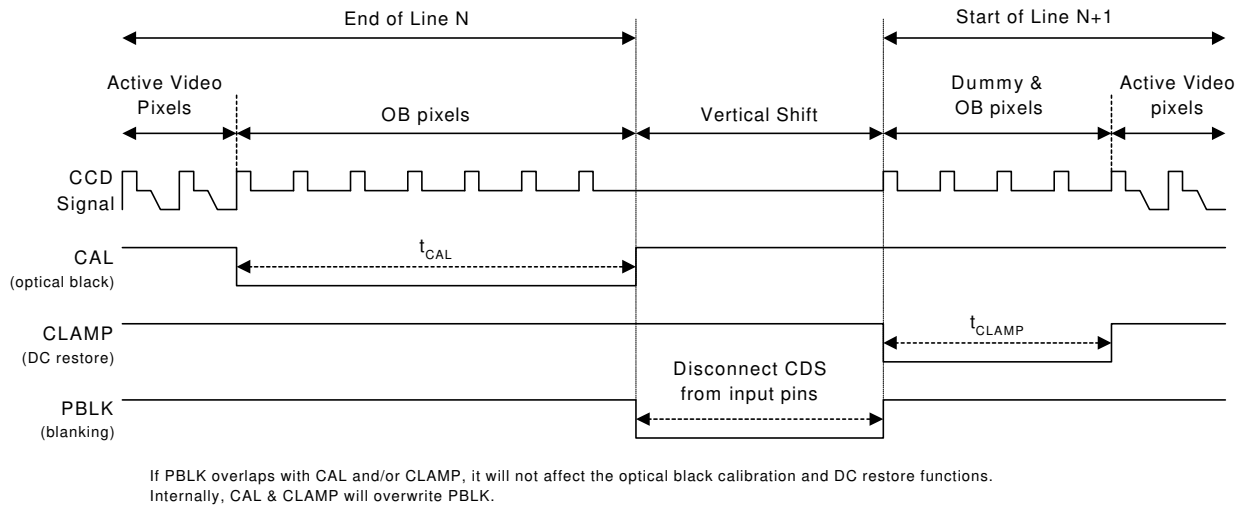 End of Line N
Start of Line N+1
Active Video
Pixels
OB pixels
Vertical Shift
Dummy &
OB pixels
Active Video
pixels
CCD
Signal
CAL
(optical black)
tCAL
CLAMP
(DC restore)
tCLAMP
Disconnect CDS
from input pins
PBLK
(blanking)
If PBLK overlaps with CAL and/or CLAMP, it will not affect the optical black calibration and DC restore functions.
Internally, CAL & CLAMP will overwrite PBLK.